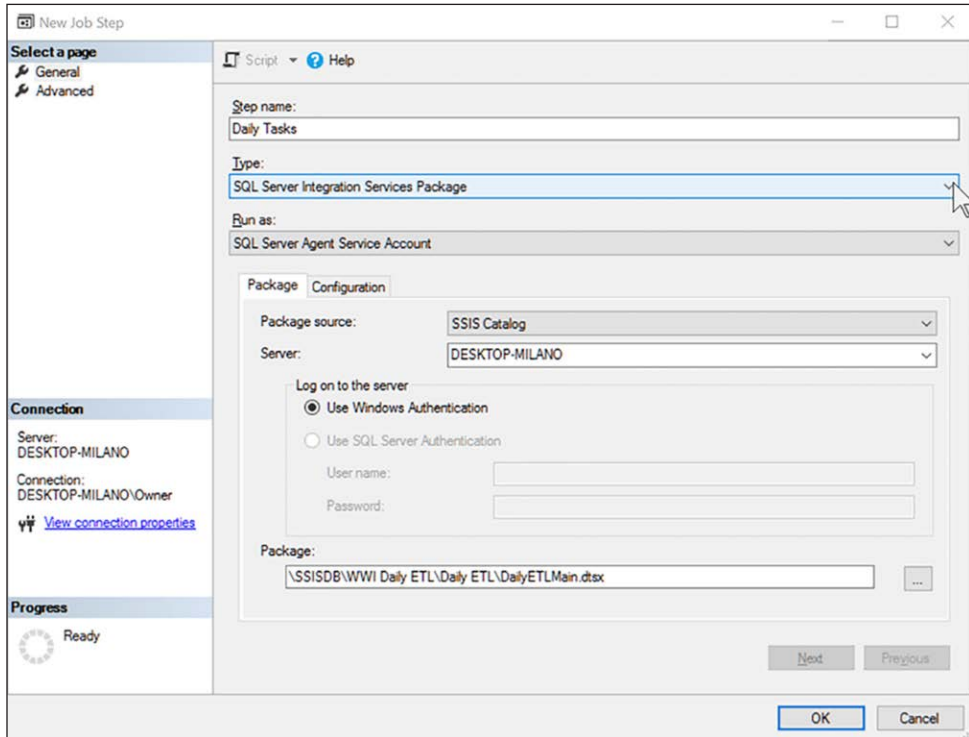 New Job Step
Select a page
General
Advanced
Script
Help
Step name:
Daily Tasks
Type:
SQL Server Integration Services Package
Run as:
SQL Server Agent Service Account
Package
Configuration
Package source:
SSIS Catalog
Server:
DESKTOP-MILANO
Log on to the server
Use Windows Authentication
Use SQL Server Authentication
User name:
Password:
Package:
\SSISDB\WWI Daily ETL\Daily ETL\DailyETLMain.dtsx
...
Connection
Server:
DESKTOP-MILANO
Connection:
DESKTOP-MILANO\Owner
View connection properties
Progress
Ready
Next
Previous
OK
Cancel